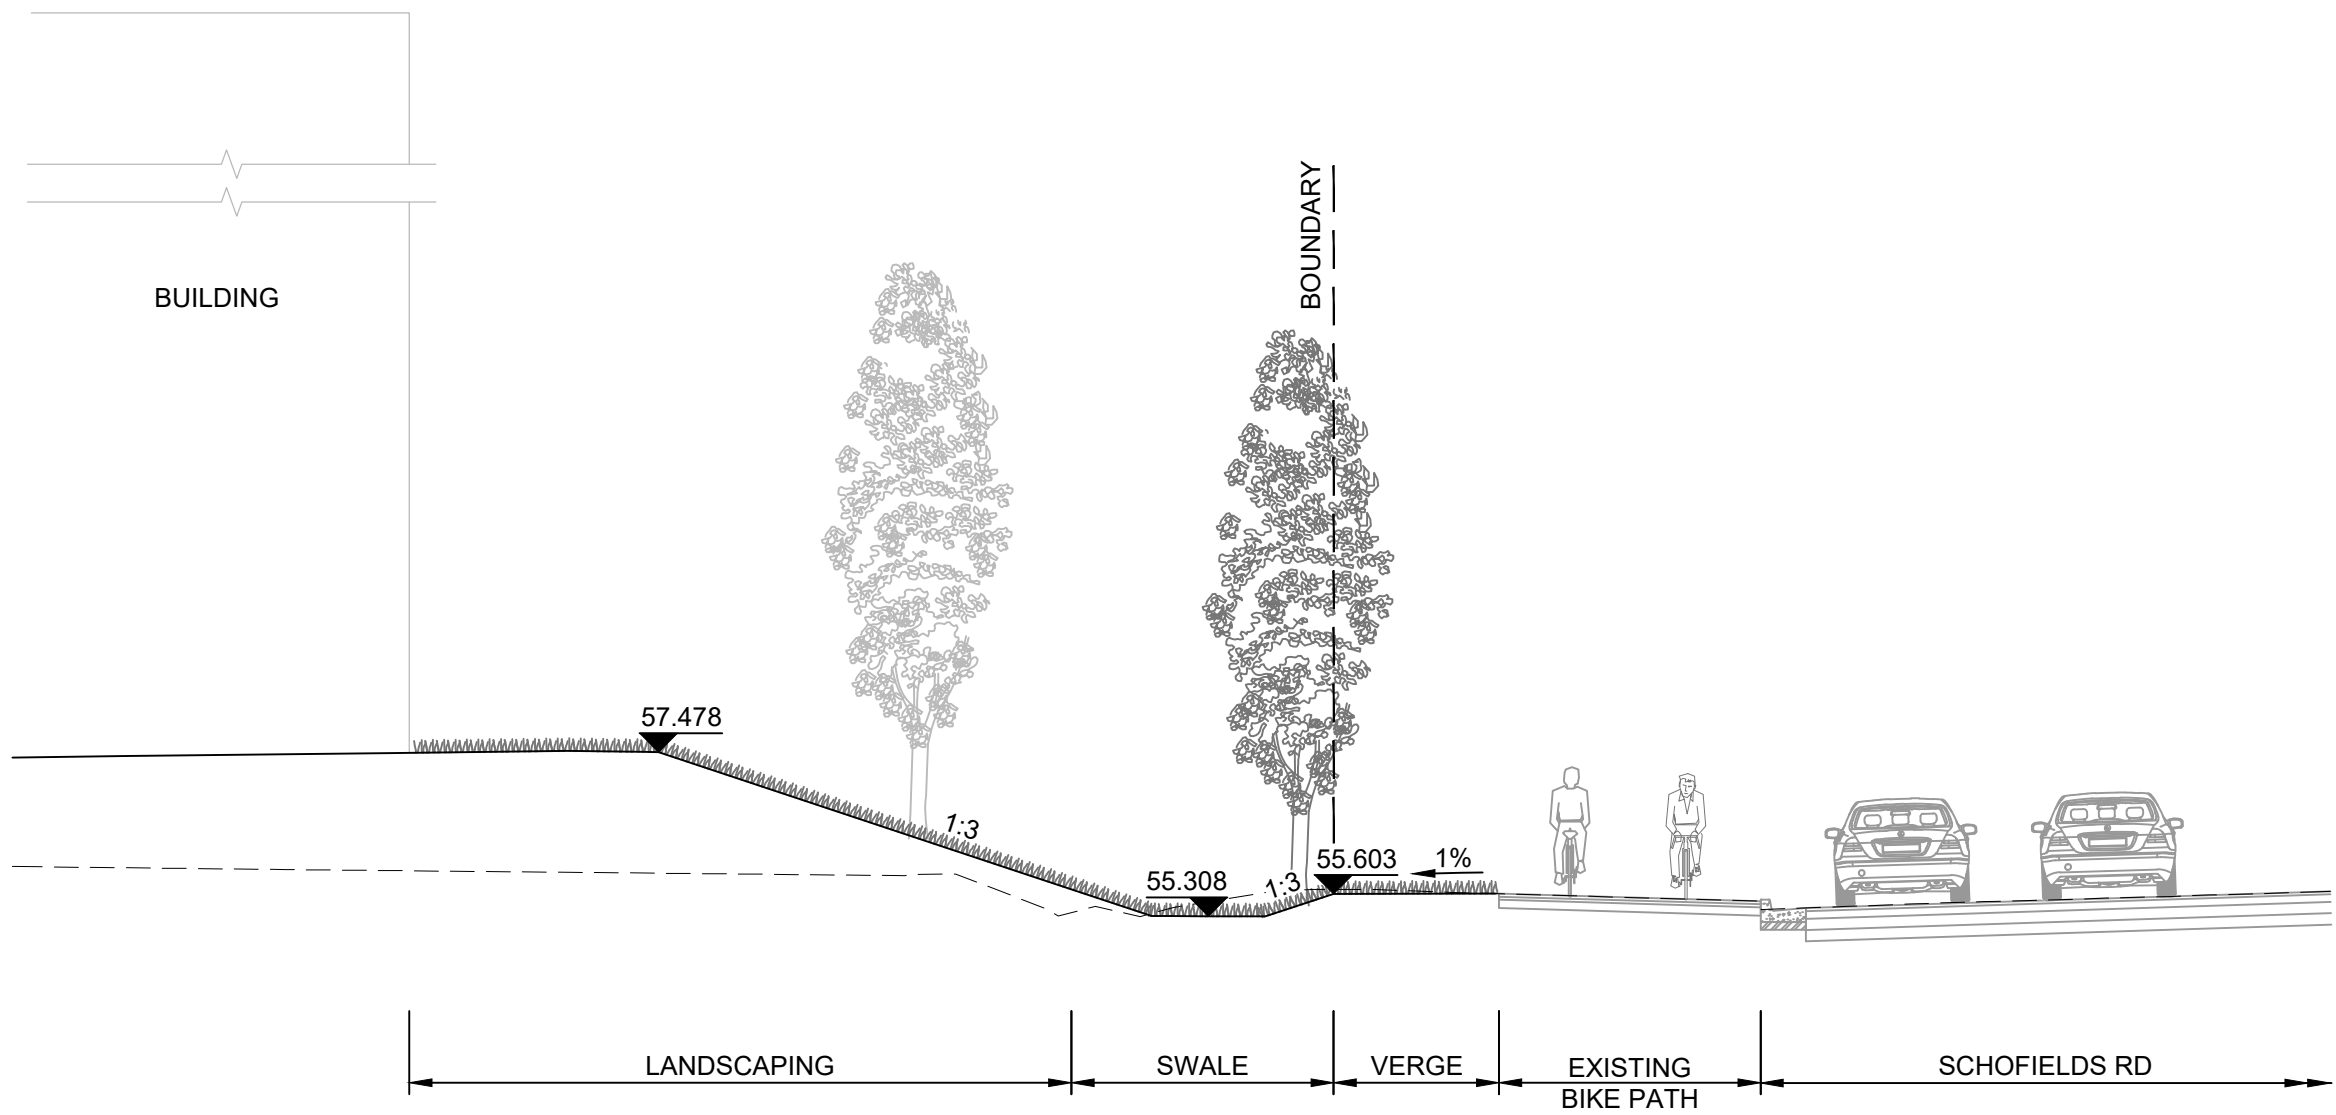 BOUNDARY
BUILDING
57.478
1:3
55.308
1:3
55.603
1%
LANDSCAPING
SWALE
VERGE
EXISTING
BIKE PATH
SCHOFIELDS RD